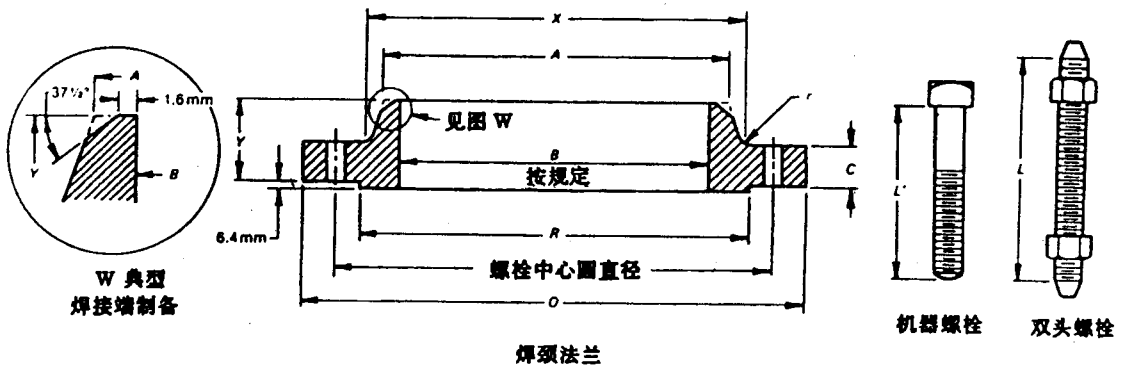 X
A
37½°
A
1.6mm
Y
B
W 典型
焊接端制备
Y
见图 W
r
B
按规定
C
6.4mm
R
螺栓中心圆直径
O
焊颈法兰
L'
机器螺栓
L
双头螺栓